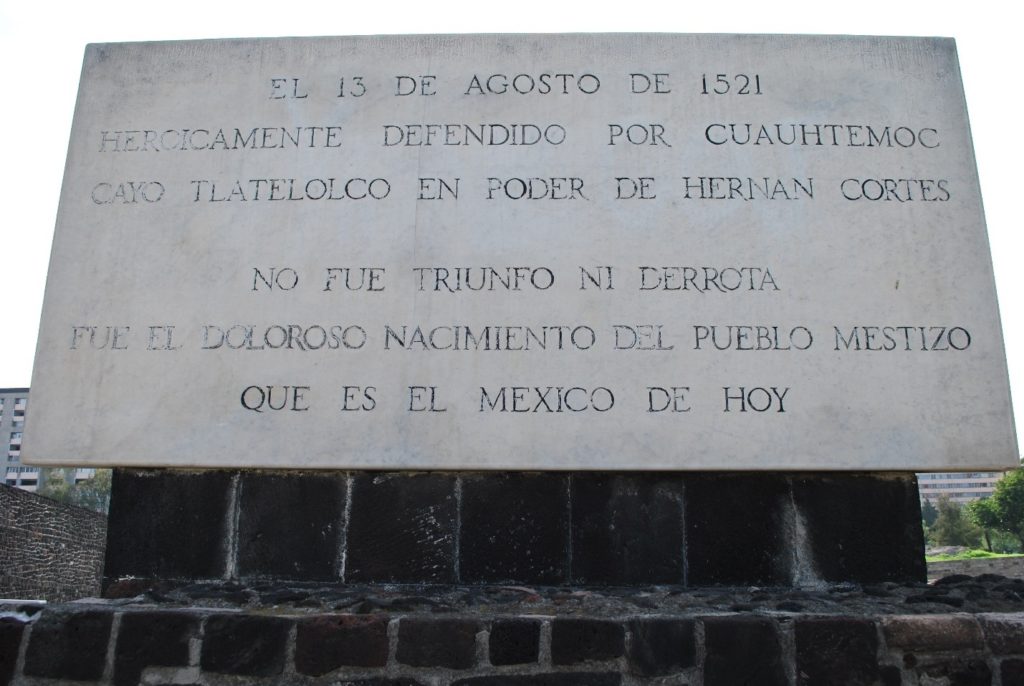 EL 13 DE AGOSTO DE 1521
HEROICAMENTE DEFENDIDO POR CUAUHTEMOC
CAYO TLATELOLCO EN PODER DE HERNAN CORTES
NO FUE TRIUNFO NI DERROTA
FUE EL DOLOROSO NACIMIENTO DEL PUEBLO MESTIZO
QUE ES EL MEXICO DE HOY